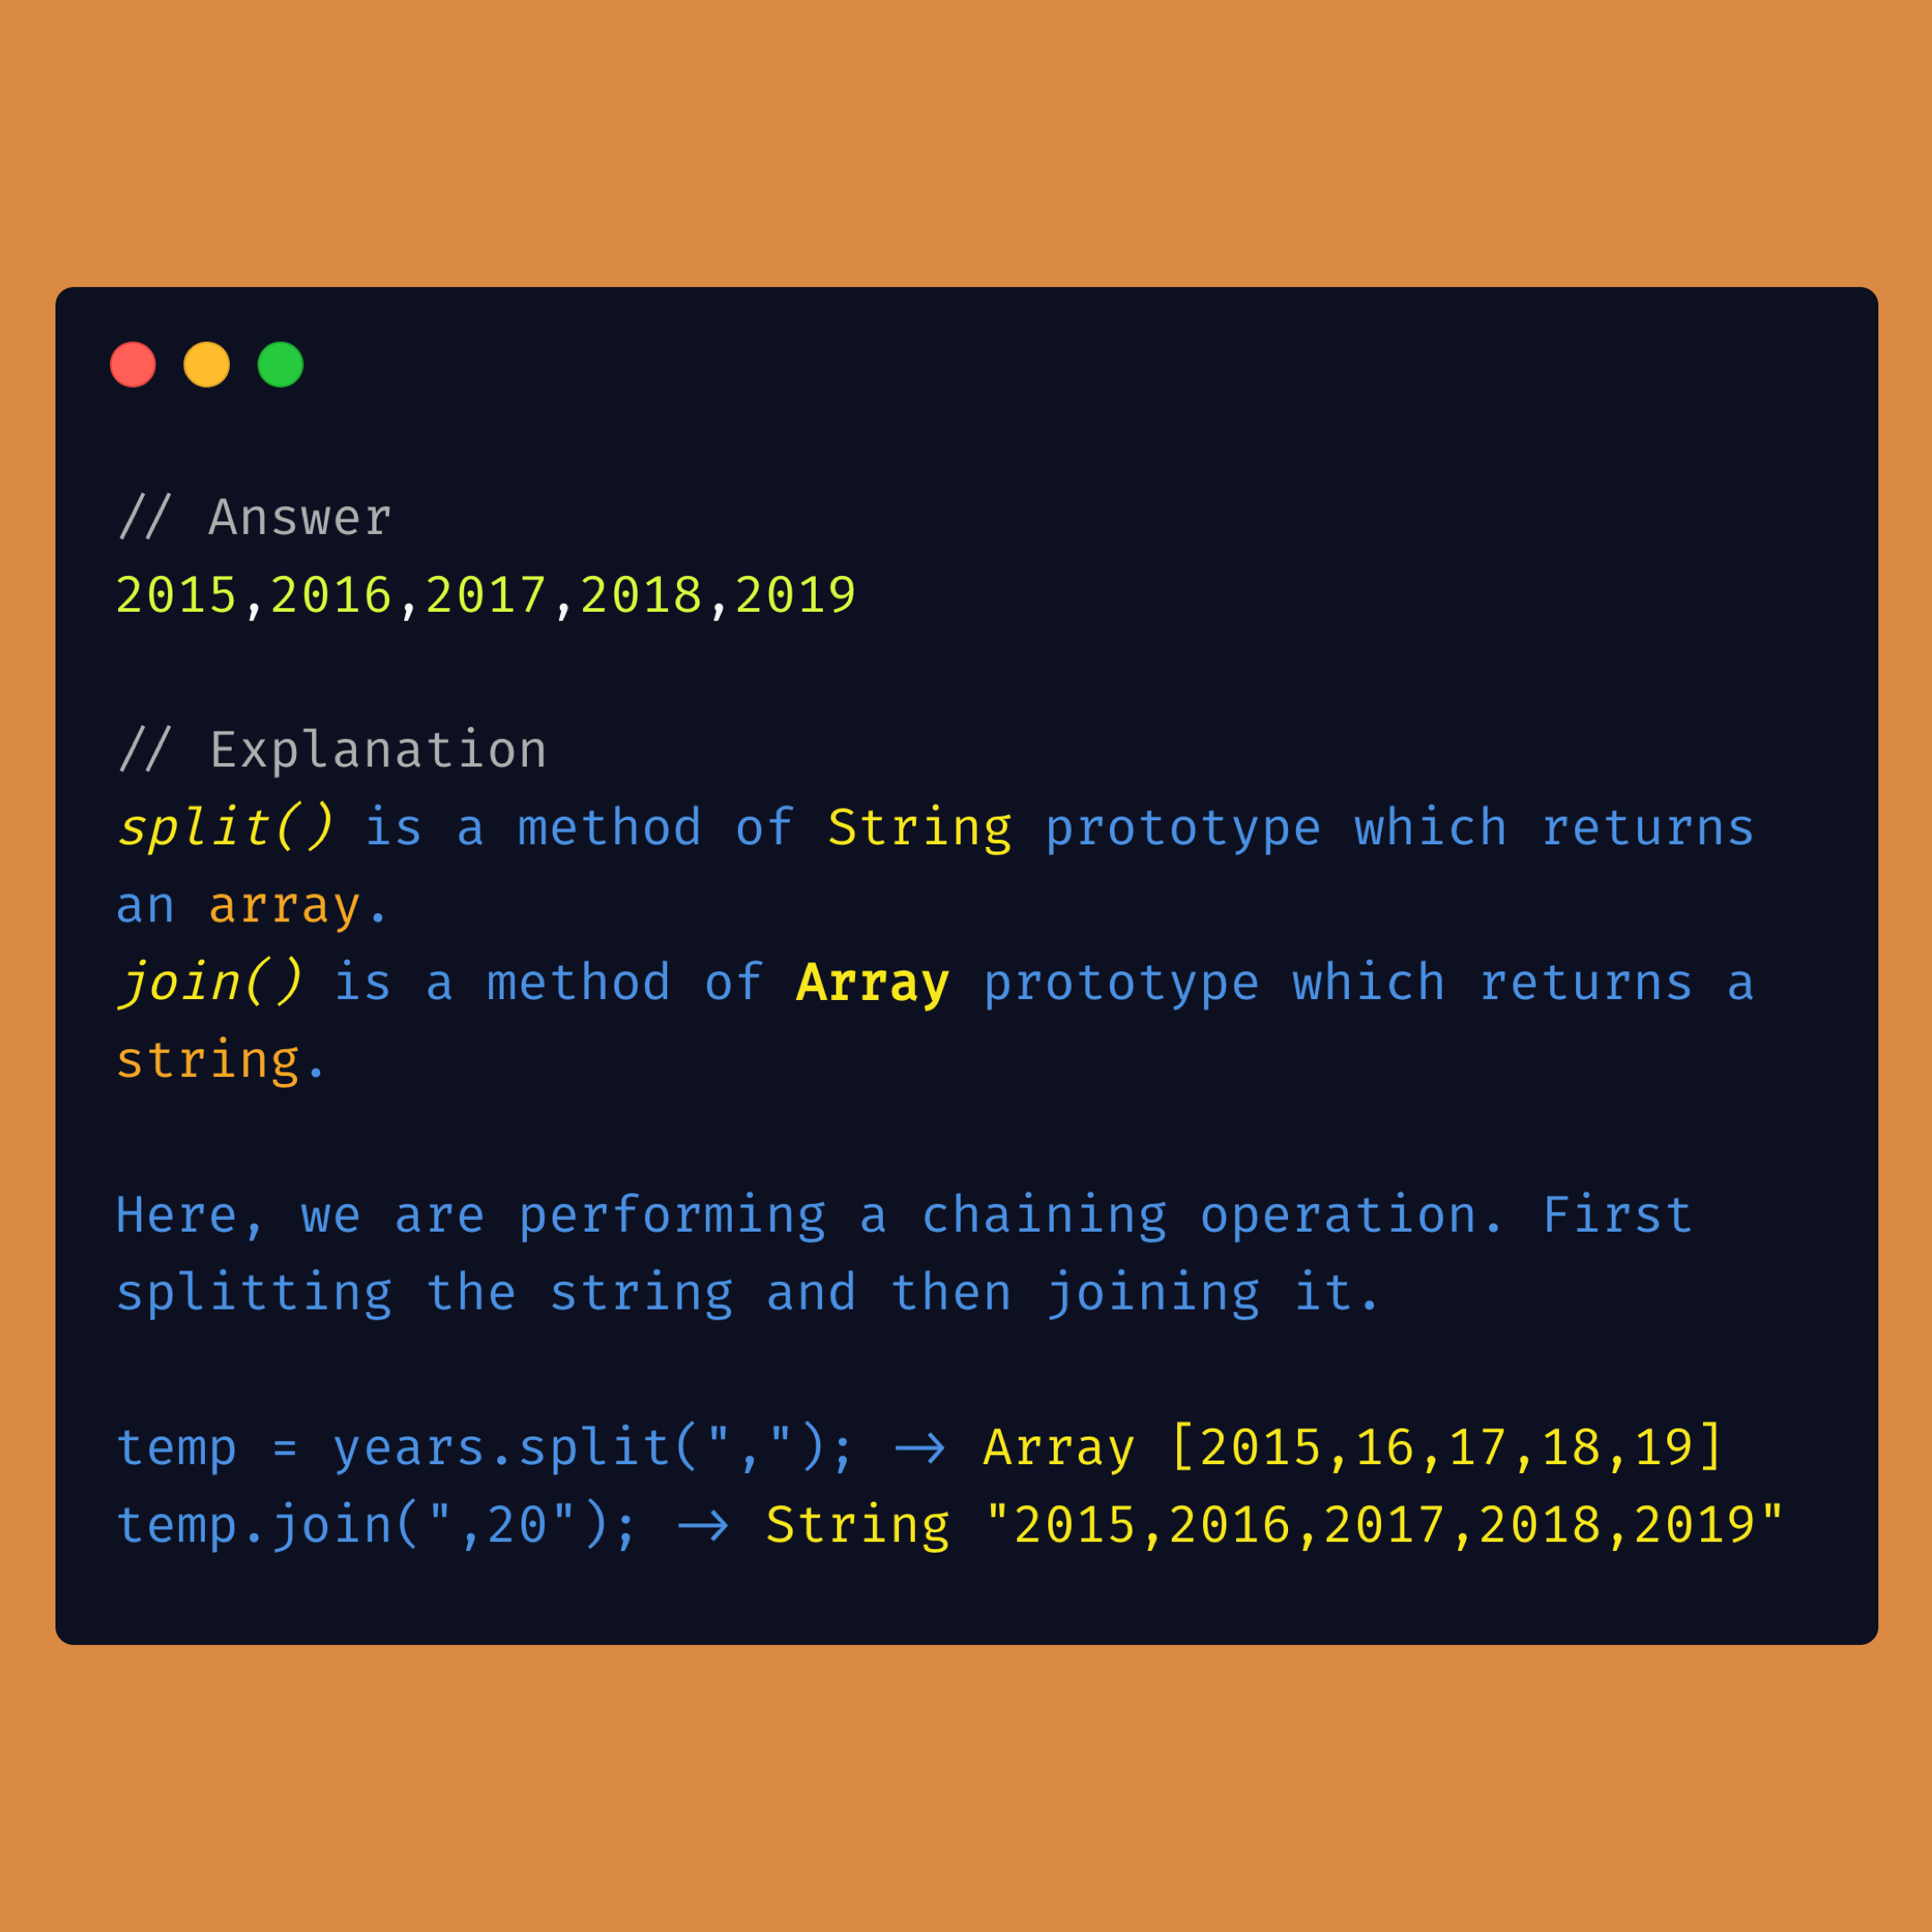 // Answer
2015,2016,2017,2018,2019
// Explanation
split() is a method of String prototype which returns
an array.
join() is a method of Array prototype which returns a
string.
Here, we are performing a chaining operation. First
splitting the string and then joining it.
temp = years.split(","); → Array [2015,16,17,18,19]
temp.join(",20"); → String "2015,2016,2017,2018,2019"